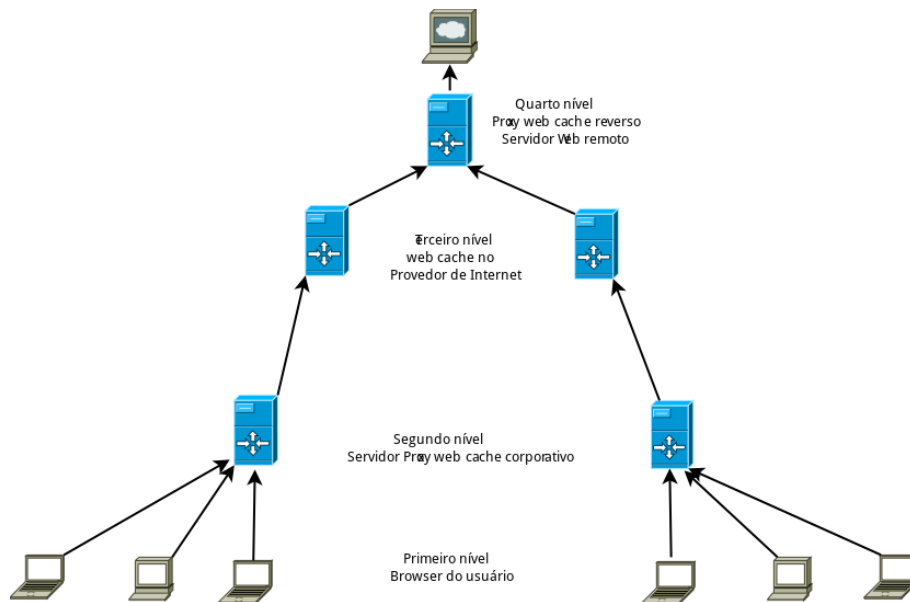 Quarto nível
Proxy web cache reverso
Servidor Web remoto
Terceiro nível
web cache no
Provedor de Internet
Segundo nível
Servidor Proxy web cache corporativo
Primeiro nível
Browser do usuário